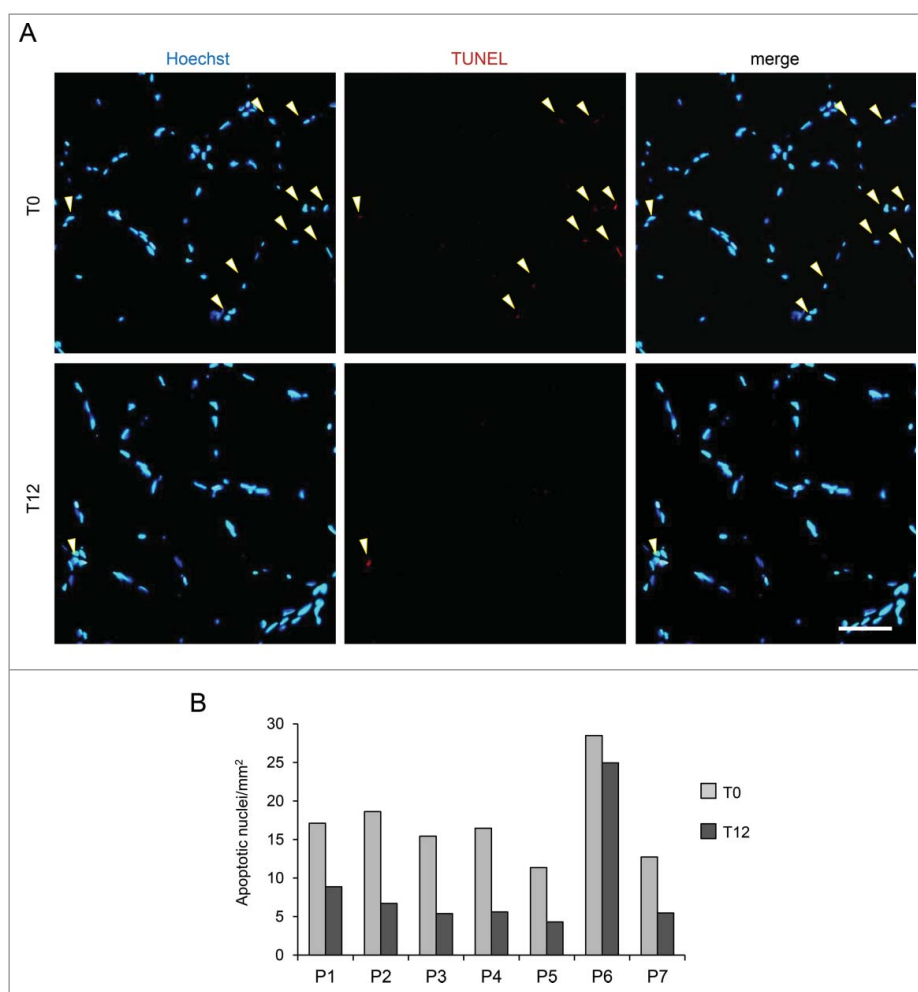 A
Hoechst TUNEL merge
T0
T12
B
Apoptotic nuclei/mm²
30
25
20
15
10
5
0
P1 P2 P3 P4 P5 P6 P7
T0
T12